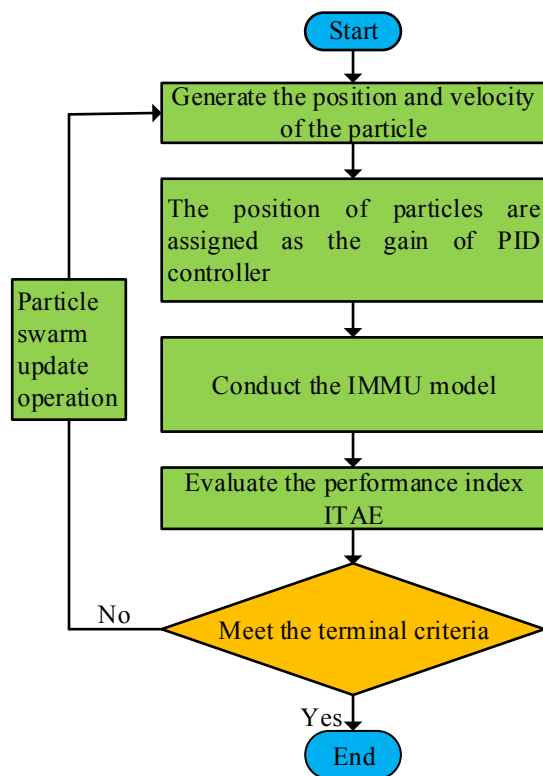 Start
Generate the position and velocity
of the particle
The position of particles are
assigned as the gain of PID
controller
Particle
swarm
update
operation
Conduct the IMMU model
Evaluate the performance index
ITAE
No
Meet the terminal criteria
Yes
End